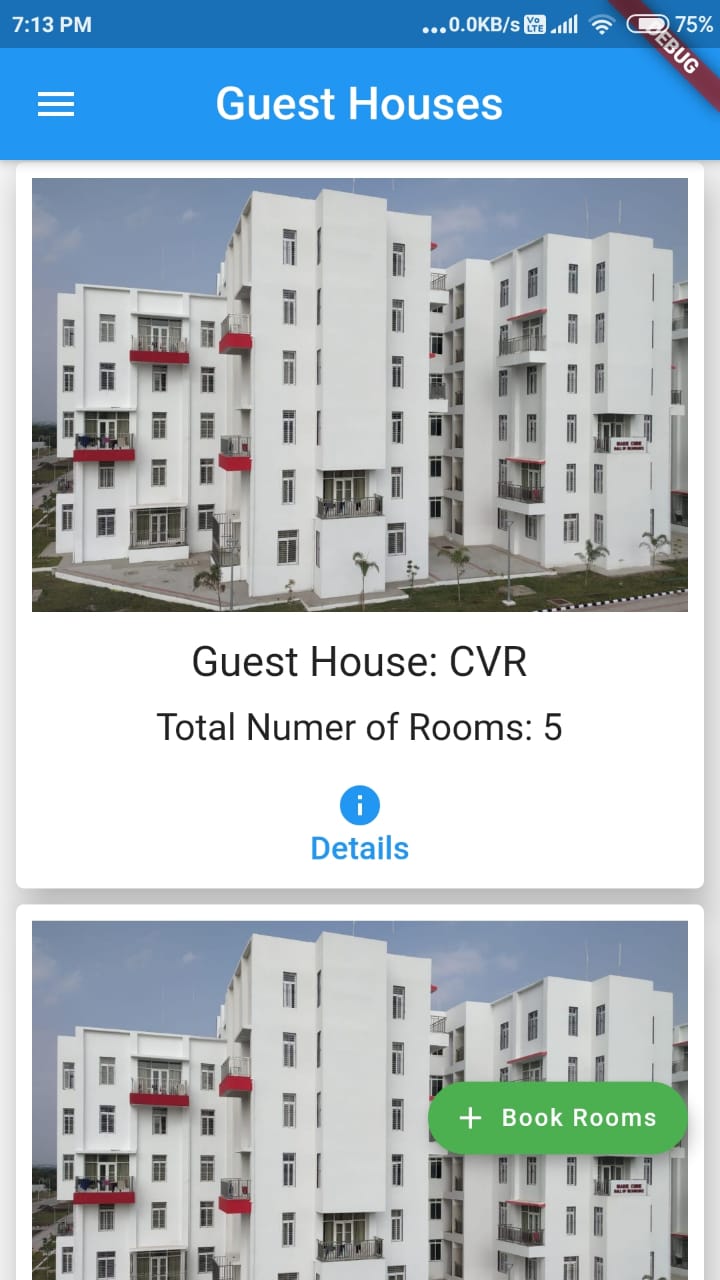 7:13 PM
...0.0KB/s
Vo
LTE
75%
DEBUG
Guest Houses
Guest House: CVR
Total Numer of Rooms: 5
Details
Book Rooms